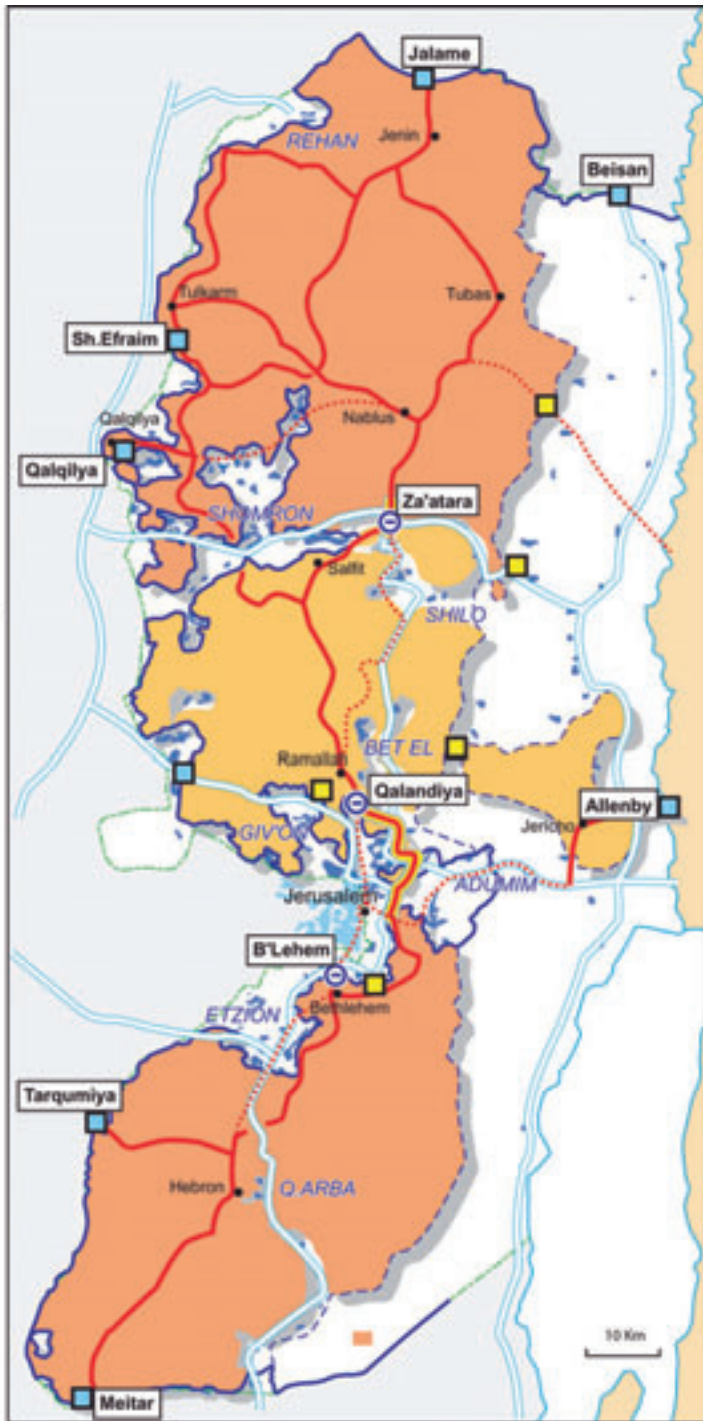 Jalame
Jenin
REHAN
Beisan
Tulkarm
Tubas
Sh.Efraim
Nablus
Qalqilya
Qalqilya
Za'atara
SHOMRON
Salfit
SHILO
BET EL
Ramallah
Qalandiya
Allenby
Jericho
GIV'ON
ADUMIM
Jerusalem
B'Lehem
Bethlehem
ETZION
Tarqumiya
Hebron
Q.ARBA
10 Km
Meitar